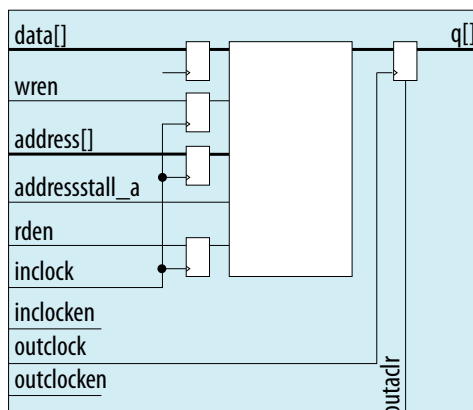 data[]
q[]
wren
address[]
addressstall_a
rden
inclock
inclocken
outclock
outclocken
outaclr